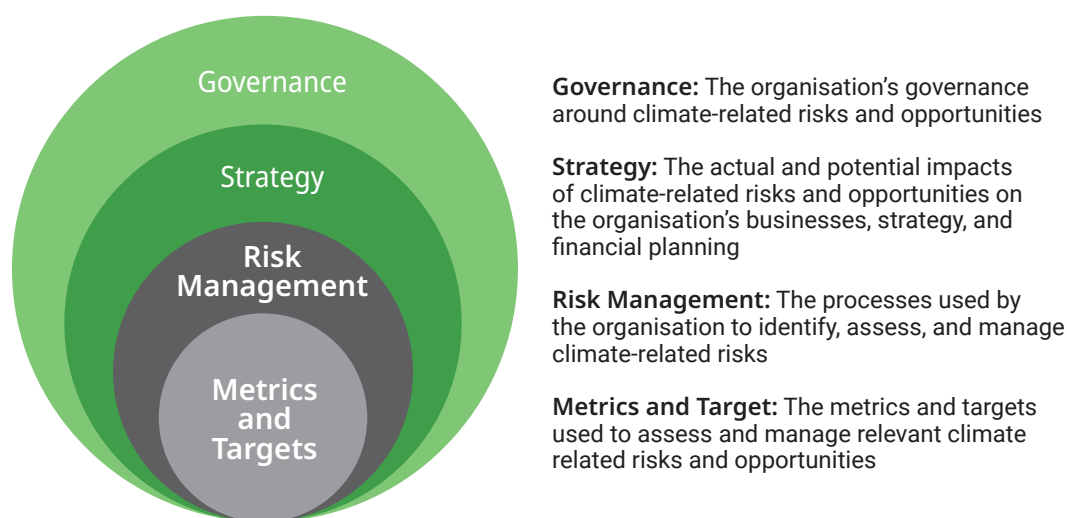 Governance
Strategy
Risk
Management
Metrics
and
Targets
Governance: The organisation’s governance
around climate-related risks and opportunities
Strategy: The actual and potential impacts
of climate-related risks and opportunities on
the organisation’s businesses, strategy, and
financial planning
Risk Management: The processes used by
the organisation to identify, assess, and manage
climate-related risks
Metrics and Target: The metrics and targets
used to assess and manage relevant climate
related risks and opportunities